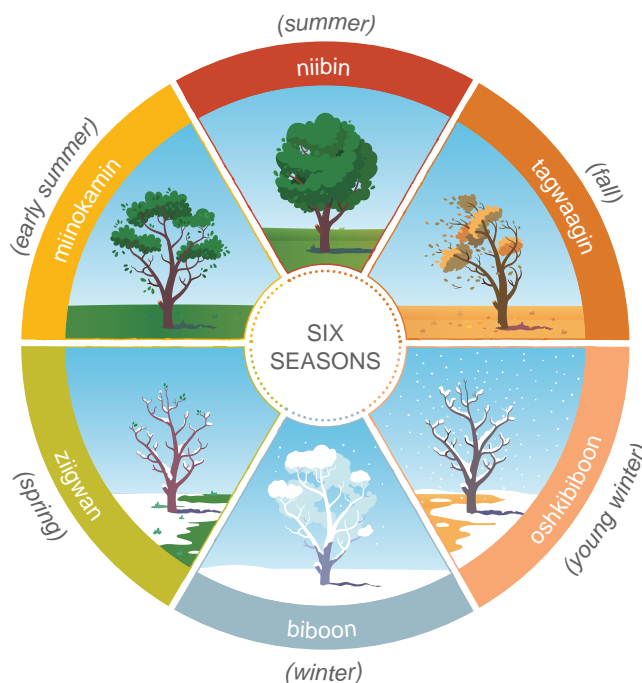 (summer)
niibin
(fall)
tagwaagin
(young winter)
oshkibiboon
biboon
(winter)
(spring)
ziigwan
(early summer)
miinokamin
SIX
SEASONS